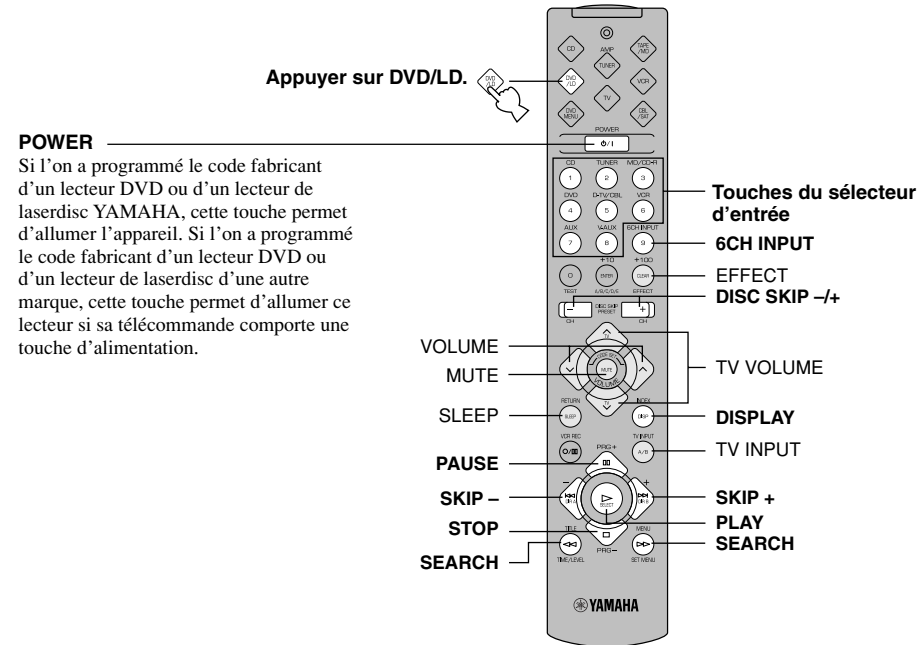 Appuyer sur DVD/LD.
DVD
/LD
POWER
Si l'on a programmé le code fabricant
d'un lecteur DVD ou d'un lecteur de
laserdisc YAMAHA, cette touche permet
d'allumer l'appareil. Si l'on a programmé
le code fabricant d'un lecteur DVD ou
d'un lecteur de laserdisc d'une autre
marque, cette touche permet d'allumer ce
lecteur si sa télécommande comporte une
touche d'alimentation.
VOLUME
MUTE
SLEEP
PAUSE
SKIP –
STOP
SEARCH
CD
AMP
TUNER
TAPE
/MD
DVD
/LD
TV
VCR
DVD
MENU
CBL
/SAT
POWER
CD TUNER MD/CD-R
1 2 3
DVD D-TV/CBL VCR
4 5 6
AUX V-AUX 6CH INPUT
7 8 9
+10 +100
0 ENTER CLEAR
TEST A/B/C/D/E EFFECT
– DISC SKIP +
PRESET
CH CH
TV
MUTE
VOLUME
TV
RETURN INDEX
SLEEP DISP
VCR REC TV INPUT
PRG+ A/B
– +
DIR A SELECT DIR B
TITLE MENU
TIME/LEVEL PRG– SET MENU
YAMAHA
Touches du sélecteur
d'entrée
6CH INPUT
EFFECT
DISC SKIP –/+
TV VOLUME
DISPLAY
TV INPUT
SKIP +
PLAY
SEARCH